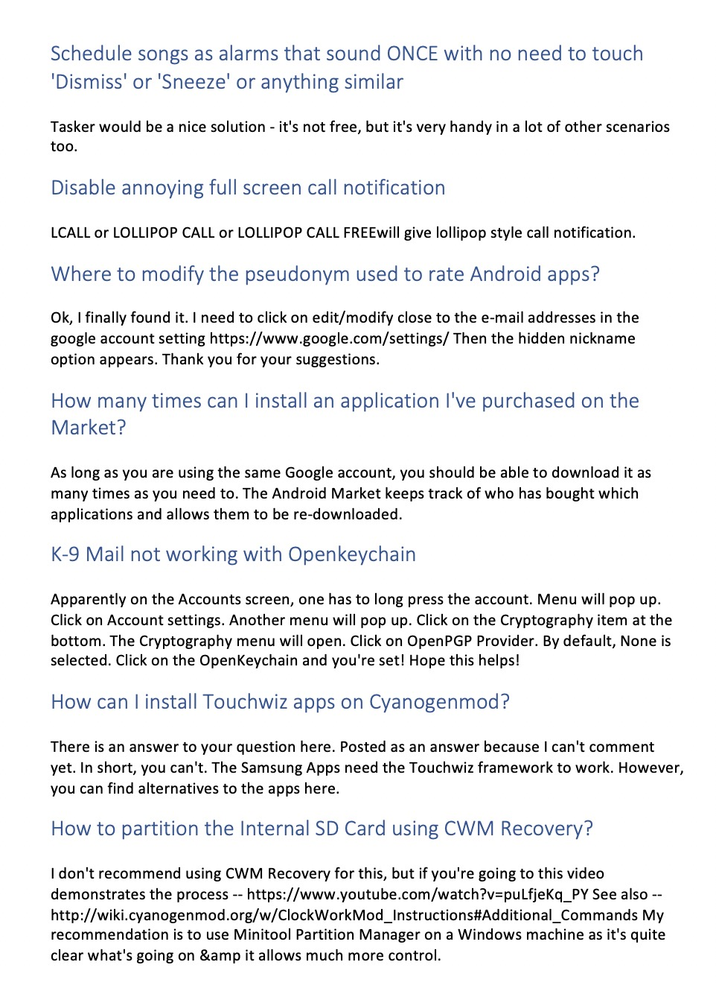 Schedule songs as alarms that sound ONCE with no need to touch
'Dismiss' or 'Sneeze' or anything similar
Tasker would be a nice solution - it's not free, but it's very handy in a lot of other scenarios
too.
Disable annoying full screen call notification
LCALL or LOLLIPOP CALL or LOLLIPOP CALL FREEwill give lollipop style call notification.
Where to modify the pseudonym used to rate Android apps?
Ok, I finally found it. I need to click on edit/modify close to the e-mail addresses in the
google account setting https://www.google.com/settings/ Then the hidden nickname
option appears. Thank you for your suggestions.
How many times can I install an application I've purchased on the
Market?
As long as you are using the same Google account, you should be able to download it as
many times as you need to. The Android Market keeps track of who has bought which
applications and allows them to be re-downloaded.
K-9 Mail not working with Openkeychain
Apparently on the Accounts screen, one has to long press the account. Menu will pop up.
Click on Account settings. Another menu will pop up. Click on the Cryptography item at the
bottom. The Cryptography menu will open. Click on OpenPGP Provider. By default, None is
selected. Click on the OpenKeychain and you're set! Hope this helps!
How can I install Touchwiz apps on Cyanogenmod?
There is an answer to your question here. Posted as an answer because I can't comment
yet. In short, you can't. The Samsung Apps need the Touchwiz framework to work. However,
you can find alternatives to the apps here.
How to partition the Internal SD Card using CWM Recovery?
I don't recommend using CWM Recovery for this, but if you're going to this video
demonstrates the process -- https://www.youtube.com/watch?v=puLfjeKq_PY See also --
http://wiki.cyanogenmod.org/w/ClockWorkMod_Instructions#Additional_Commands My
recommendation is to use Minitool Partition Manager on a Windows machine as it's quite
clear what's going on &amp it allows much more control.